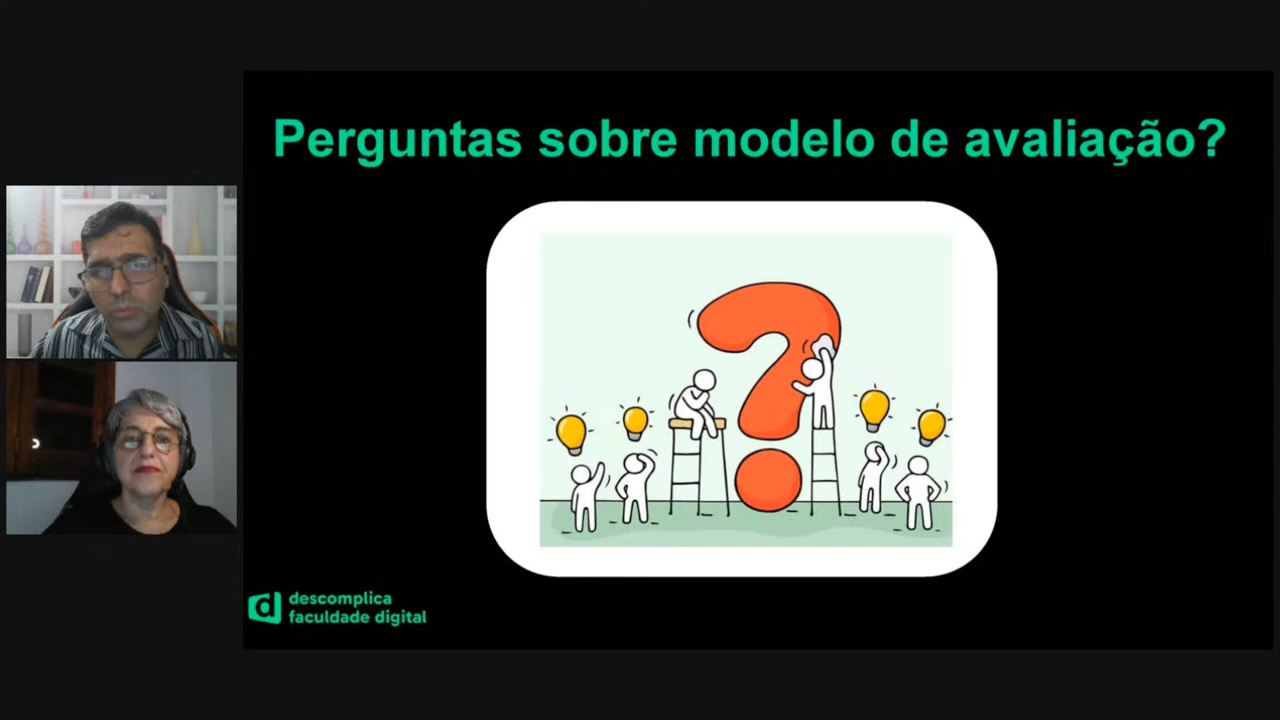 Perguntas sobre modelo de avaliação?
descomplica
faculdade digital